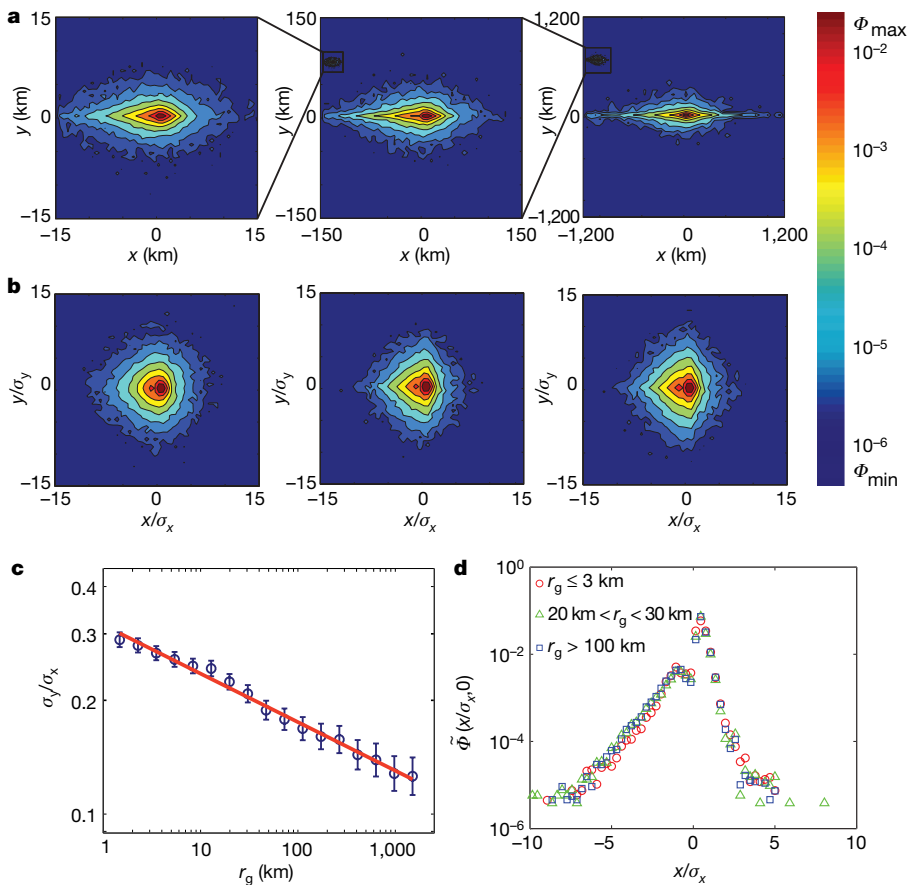 a
15
0
−15
y (km)
−15
0
15
x (km)
150
0
−150
y (km)
−150
0
150
x (km)
1,200
0
−1,200
y (km)
−1,200
0
1,200
x (km)
Φmax
10−2
10−3
10−4
10−5
10−6
Φmin
b
15
0
−15
y/σy
−15
0
15
x/σx
15
0
−15
y/σy
−15
0
15
x/σx
15
0
−15
y/σy
−15
0
15
x/σx
c
0.4
0.3
0.2
0.1
σy/σx
1
10
100
1,000
rg (km)
d
100
10−2
10−4
10−6
Φ̃ (x/σx,0)
rg ≤ 3 km
20 km < rg < 30 km
rg > 100 km
−10
−5
0
5
10
x/σx